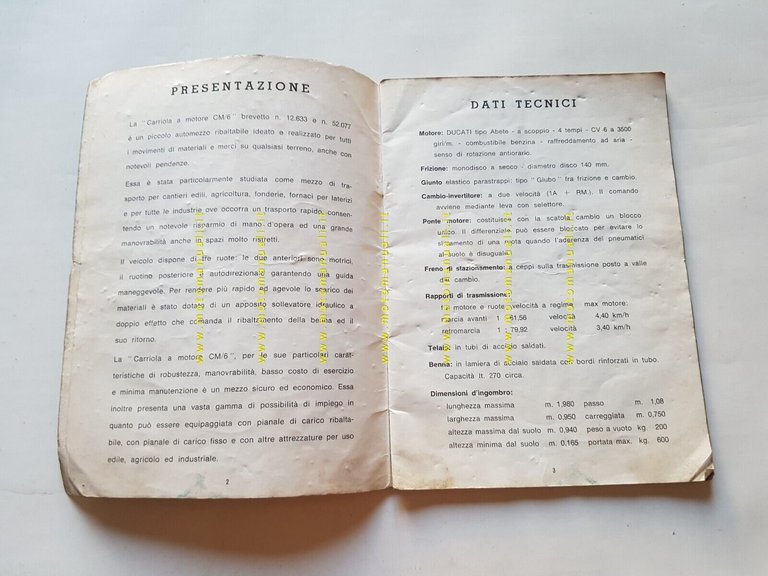 PRESENTAZIONE
La "Carriola a motore CM/6" brevetto n. 12.633 e n. 52.077
è un piccolo automezzo ribaltabile ideato e realizzato per tutti
i movimenti di materiali e merci su qualsiasi terreno, anche con
notevoli pendenze.
Essa è stata particolarmente studiata come mezzo di tra-
sporto per cantieri edili, agricoltura, fonderie, fornaci per laterizi
e per tutte le industrie ove occorra un trasporto rapido, consen-
tendo un notevole risparmio di mano d'opera ed una grande
manovrabilità anche in spazi molto ristretti.
Il veicolo dispone di tre ruote: le due anteriori sono motrici,
il ruotino posteriore è autodirezionale garantendo una guida
maneggevole. Per rendere più rapido ed agevole lo scarico dei
materiali è stato dotato di un apposito sollevatore idraulico a
doppio effetto che comanda il ribaltamento della benna ed il
suo ritorno.
La "Carriola a motore CM/6", per le sue particolari carat-
teristiche di robustezza, manovrabilità, basso costo di esercizio
e minima manutenzione è un mezzo sicuro ed economico. Essa
inoltre presenta una vasta gamma di possibilità di impiego in
quanto può essere equipaggiata con pianale di carico ribalta-
bile, con pianale di carico fisso e con altre attrezzature per uso
edile, agricolo ed industriale.
2
DATI TECNICI
Motore: DUCATI tipo Abete - a scoppio - 4 tempi - CV 6 a 3500
giri/m. - combustibile benzina - raffreddamento ad aria -
senso di rotazione antiorario.
Frizione: monodisco a secco - diametro disco 140 mm.
Giunto elastico parastrappi: tipo "Giubo" tra frizione e cambio.
Cambio-invertitore: a due velocità (1A + RM.). Il comando
avviene mediante leva con selettore.
Ponte motore: costituisce con la scatola cambio un blocco
unico. Il differenziale può essere bloccato per evitare lo
slittamento di una ruota quando l'aderenza dei pneumatici
al suolo è disuguale.
Freno di stazionamento: a ceppi sulla trasmissione posto a valle
del cambio.
Rapporti di trasmissione:
fra motore e ruote, velocità a regime max motore:
marcia avanti 1 : 61,56 velocità 4,40 km/h
retromarcia 1 : 79,92 velocità 3,40 km/h
Telaio: in tubi di acciaio saldati.
Benna: in lamiera di acciaio saldata con bordi rinforzati in tubo.
Capacità lt. 270 circa.
Dimensioni d'ingombro:
lunghezza massima m. 1,980 passo m. 1,08
larghezza massima m. 0,950 carreggiata m. 0,750
altezza massima dal suolo m. 0,940 peso a vuoto kg. 200
altezza minima dal suolo m. 0,165 portata max. kg. 600
3